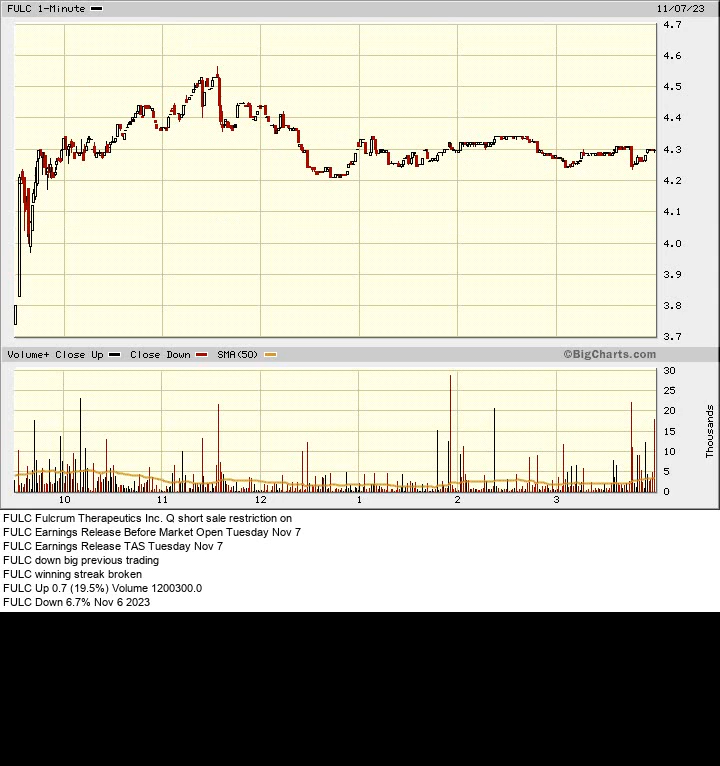 FULC 1-Minute 11/07/23
4.7
4.6
4.5
4.4
4.3
4.2
4.1
4.0
3.9
3.8
3.7
Volume+ Close Up Close Down SMA(50) ©BigCharts.com
30
25
20
15
10
5
0
Thousands
10 11 12 1 2 3
FULC Fulcrum Therapeutics Inc. Q short sale restriction on
FULC Earnings Release Before Market Open Tuesday Nov 7
FULC Earnings Release TAS Tuesday Nov 7
FULC down big previous trading
FULC winning streak broken
FULC Up 0.7 (19.5%) Volume 1200300.0
FULC Down 6.7% Nov 6 2023